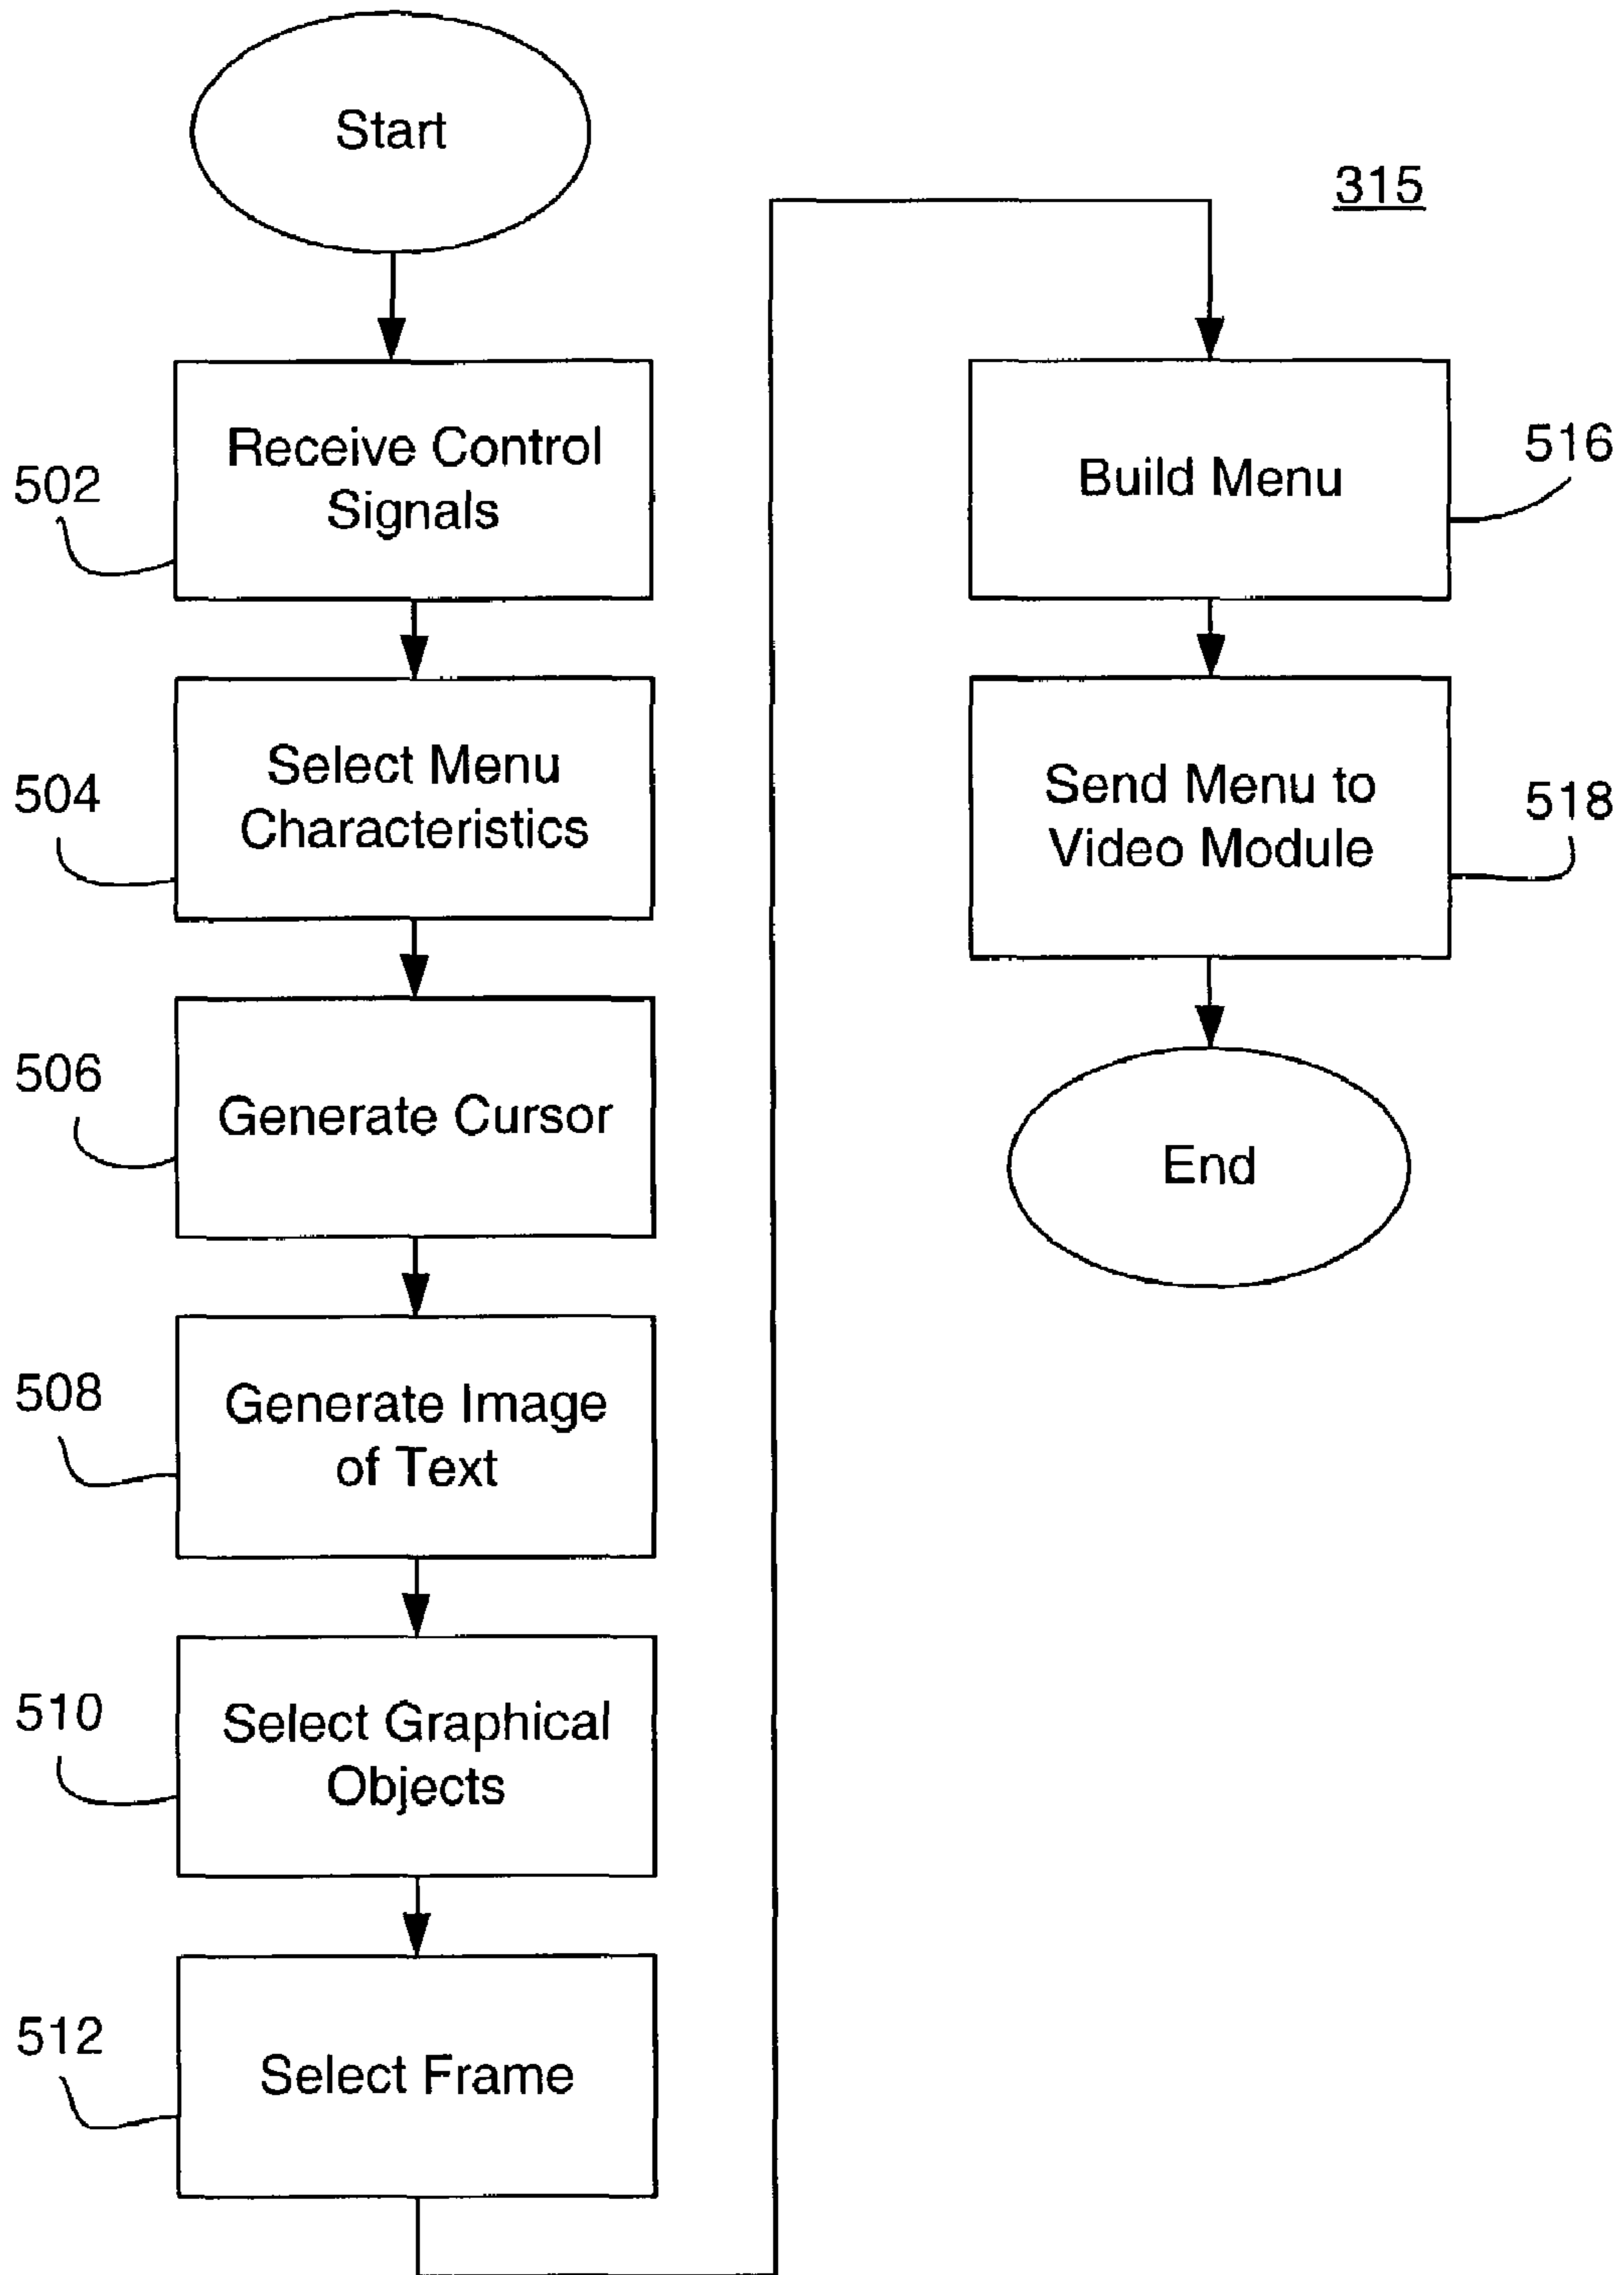 Start
315
502
Receive Control
Signals
504
Select Menu
Characteristics
506
Generate Cursor
508
Generate Image
of Text
510
Select Graphical
Objects
512
Select Frame
Build Menu
516
Send Menu to
Video Module
518
End